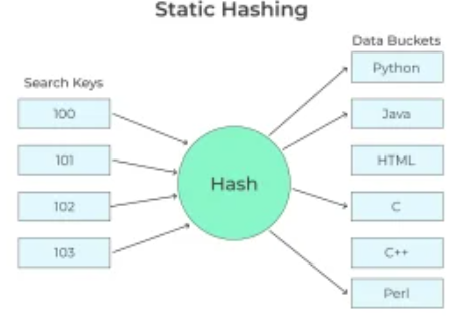 Static Hashing
Search Keys
100
101
102
103
Hash
Data Buckets
Python
Java
HTML
C
C++
Perl